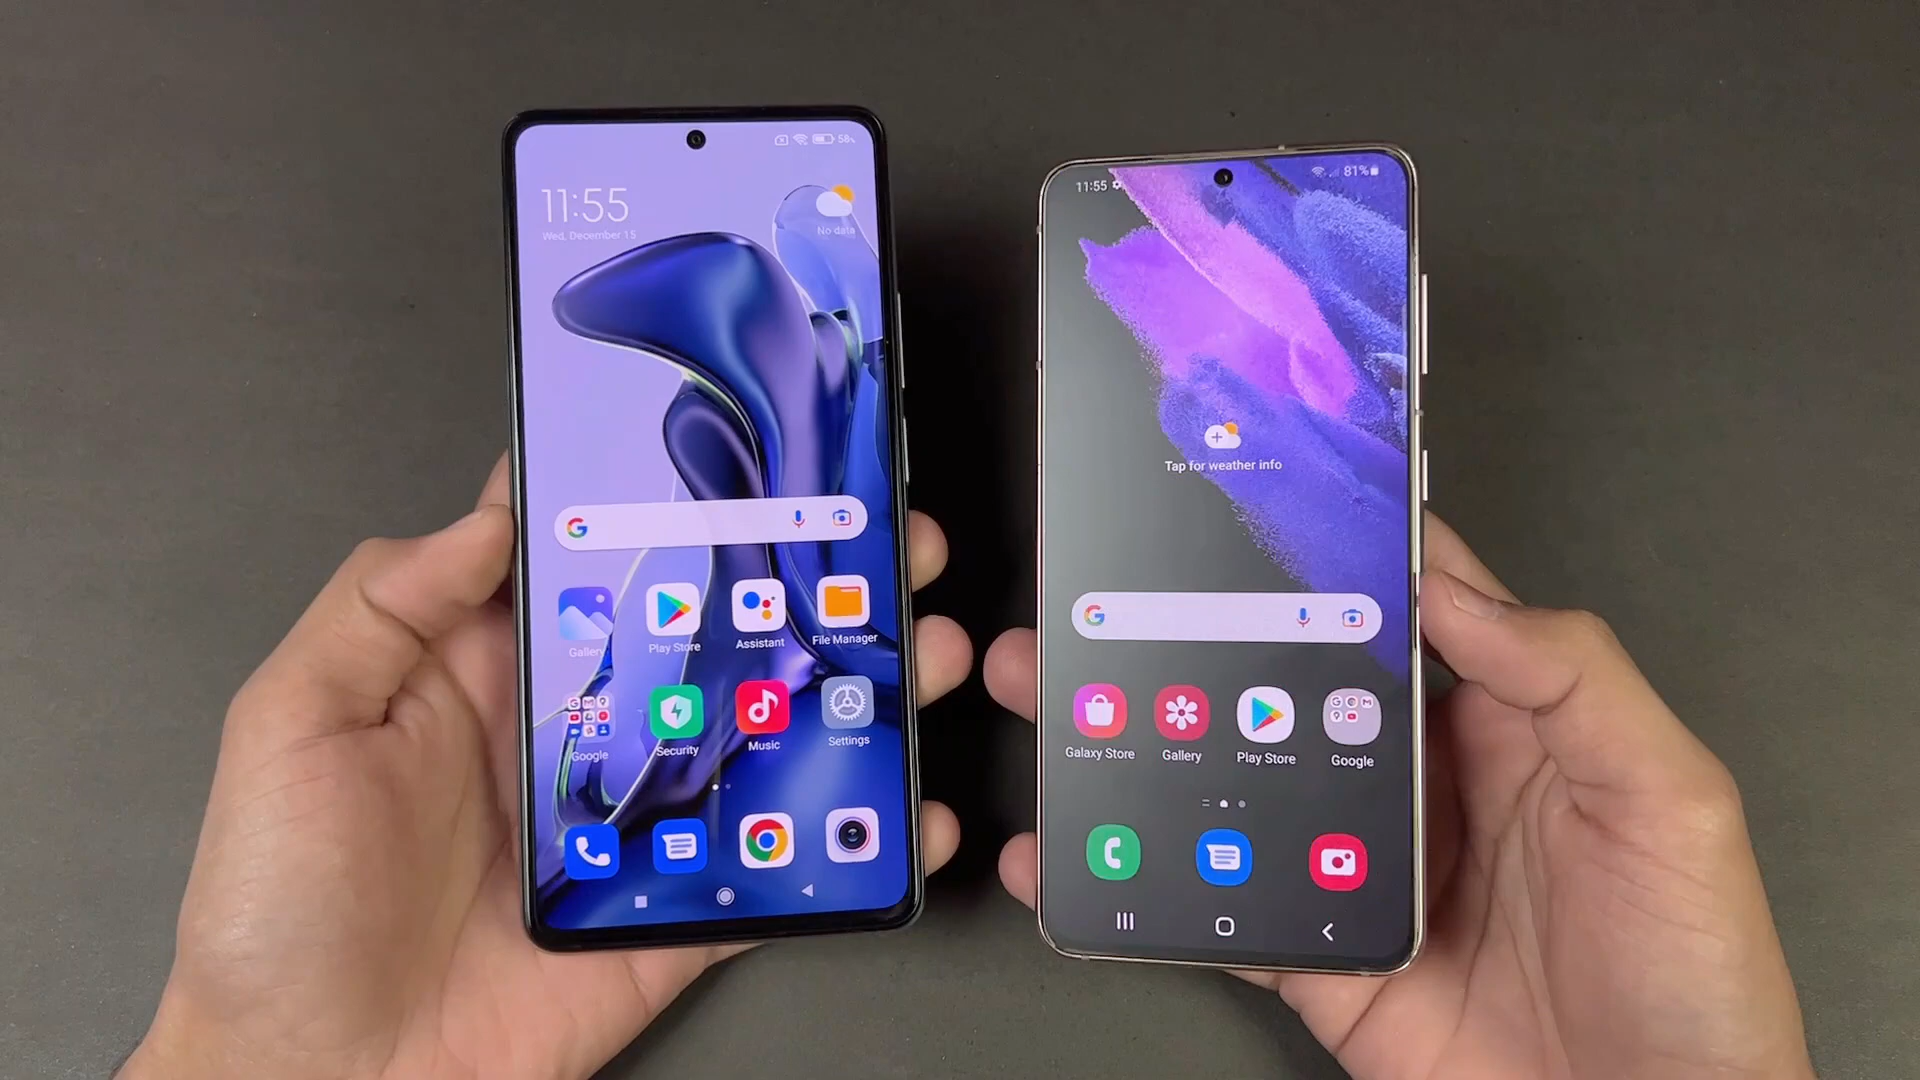 58%
11:55
Wed, December 15
No data
Gallery
Play Store
Assistant
File Manager
Google
Security
Music
Settings
11:55
81%
Tap for weather info
Galaxy Store
Gallery
Play Store
Google